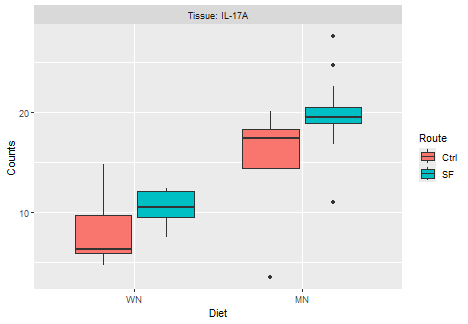 Tissue: IL-17A
Counts
20
10
WN
MN
Diet
Route
Ctrl
SF